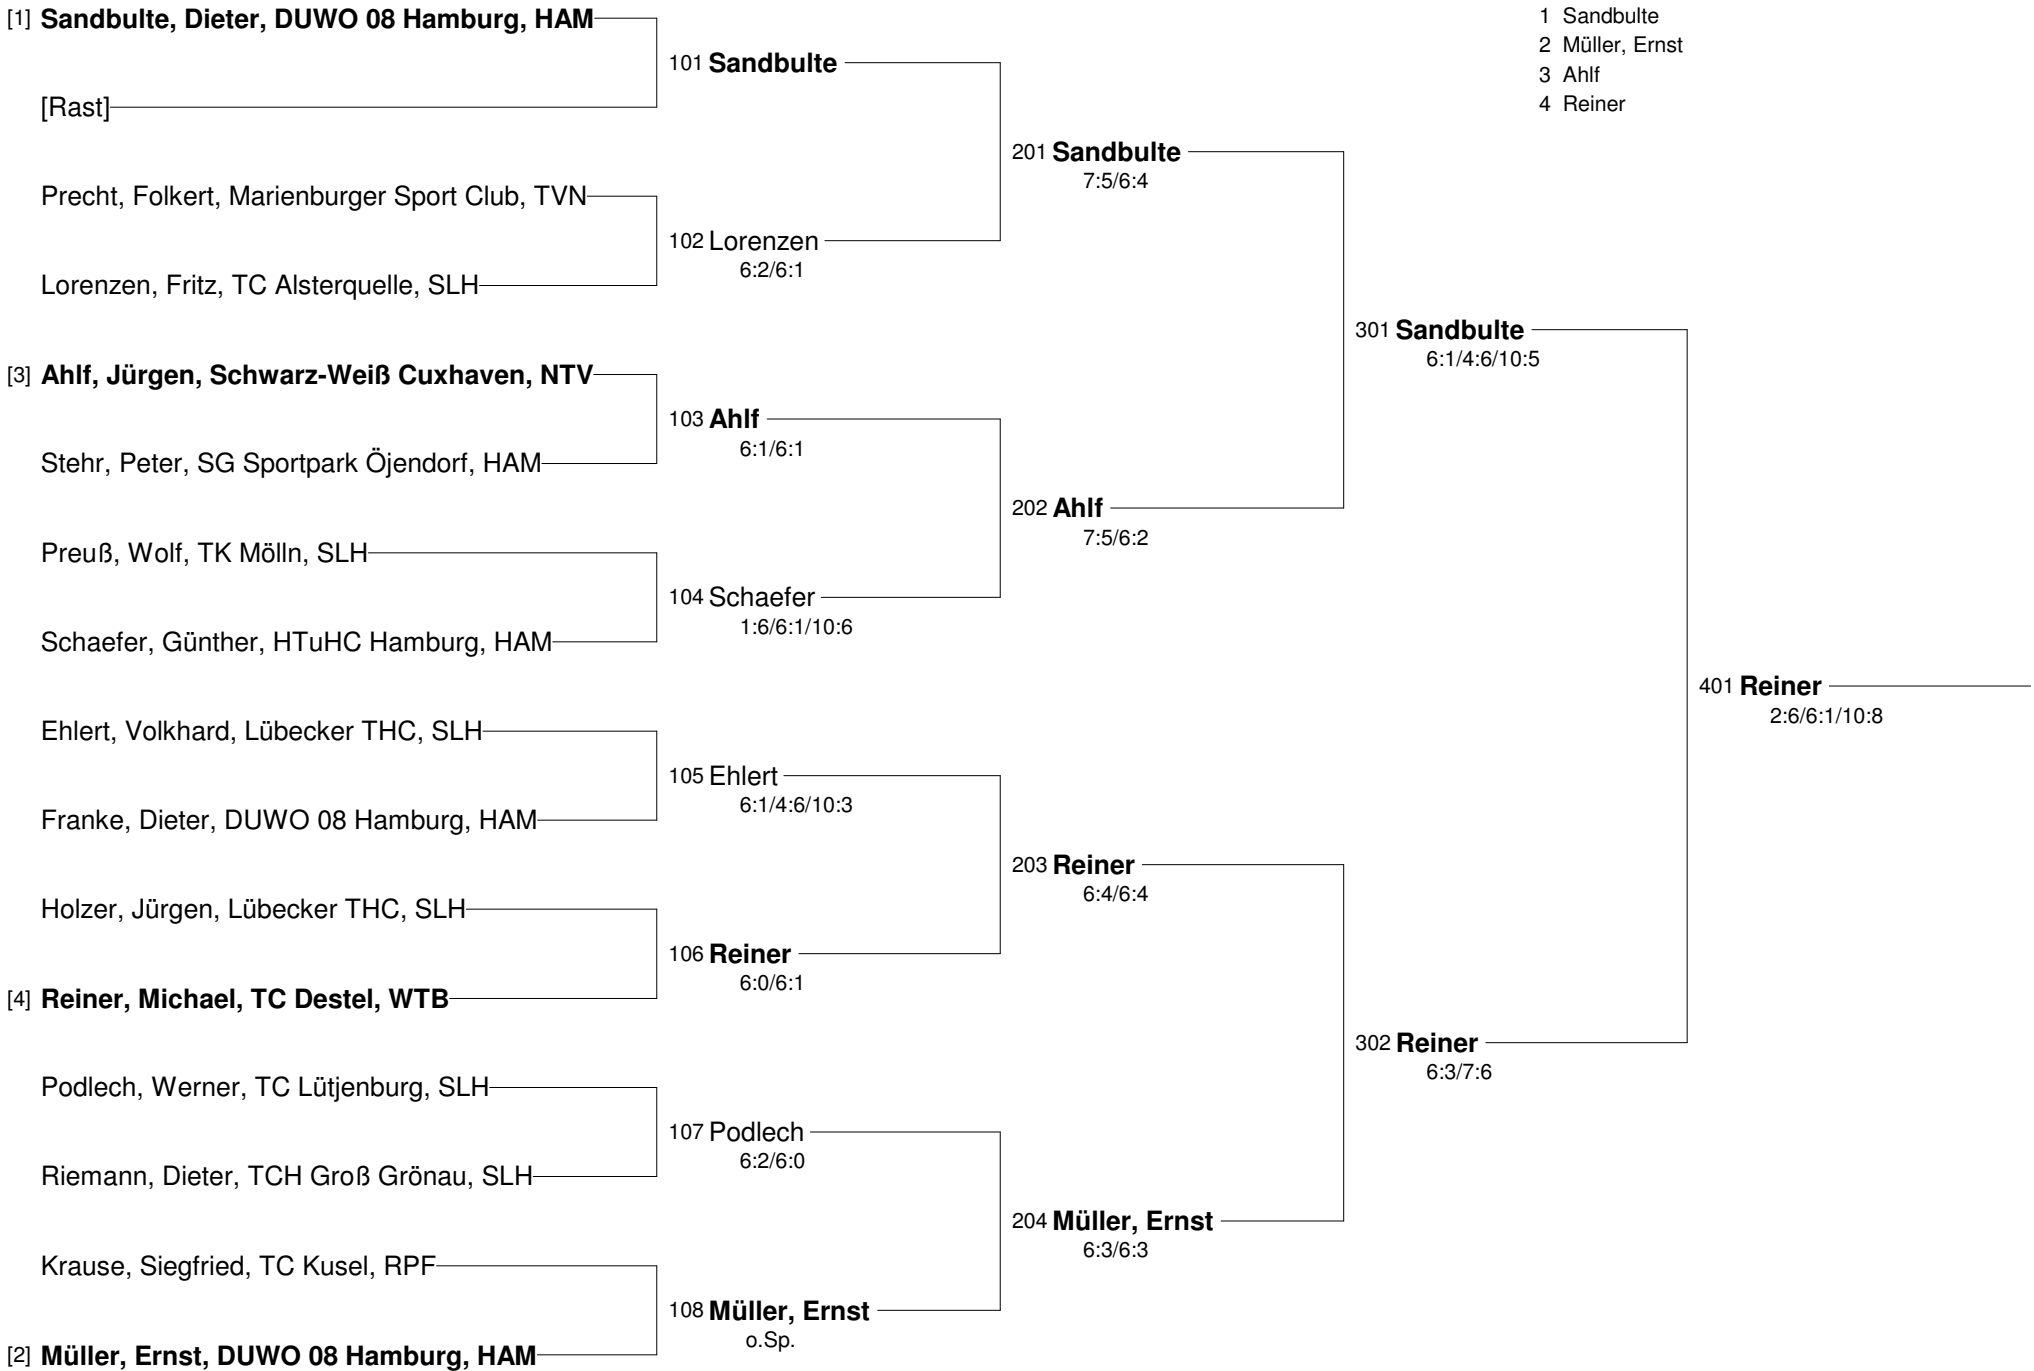 [1] Sandbulte, Dieter, DUWO 08 Hamburg, HAM
[Rast]
Precht, Folkert, Marienburger Sport Club, TVN
Lorenzen, Fritz, TC Alsterquelle, SLH
[3] Ahlf, Jürgen, Schwarz-Weiß Cuxhaven, NTV
Stehr, Peter, SG Sportpark Öjendorf, HAM
Preuß, Wolf, TK Mölln, SLH
Schaefer, Günther, HTuHC Hamburg, HAM
Ehlert, Volkhard, Lübecker THC, SLH
Franke, Dieter, DUWO 08 Hamburg, HAM
Holzer, Jürgen, Lübecker THC, SLH
[4] Reiner, Michael, TC Destel, WTB
Podlech, Werner, TC Lütjenburg, SLH
Riemann, Dieter, TCH Groß Grönau, SLH
Krause, Siegfried, TC Kusel, RPF
[2] Müller, Ernst, DUWO 08 Hamburg, HAM
101 Sandbulte
102 Lorenzen
6:2/6:1
103 Ahlf
6:1/6:1
104 Schaefer
1:6/6:1/10:6
105 Ehlert
6:1/4:6/10:3
106 Reiner
6:0/6:1
107 Podlech
6:2/6:0
108 Müller, Ernst
o.Sp.
201 Sandbulte
7:5/6:4
202 Ahlf
7:5/6:2
203 Reiner
6:4/6:4
204 Müller, Ernst
6:3/6:3
301 Sandbulte
6:1/4:6/10:5
302 Reiner
6:3/7:6
401 Reiner
2:6/6:1/10:8
1 Sandbulte
2 Müller, Ernst
3 Ahlf
4 Reiner